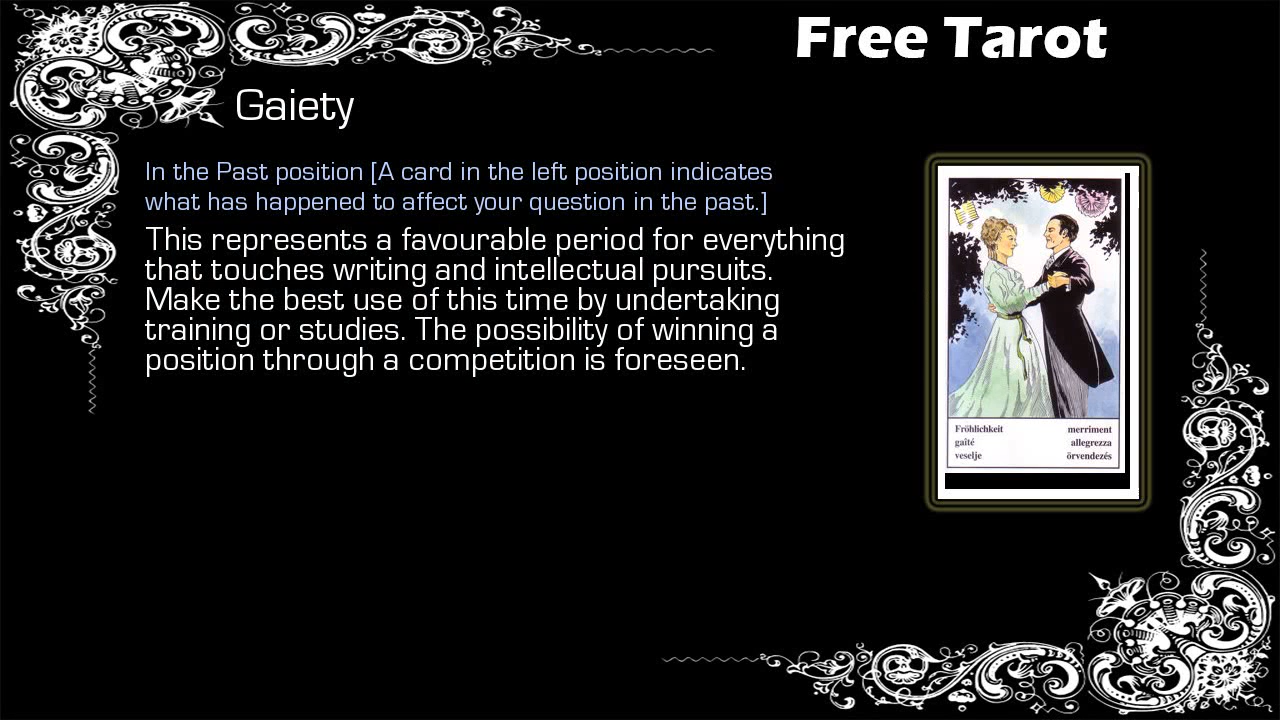 Free Tarot
Gaiety
In the Past position [A card in the left position indicates
what has happened to affect your question in the past.]
This represents a favourable period for everything
that touches writing and intellectual pursuits.
Make the best use of this time by undertaking
training or studies. The possibility of winning a
position through a competition is foreseen.
Fröhlichkeit merriment
gaîté allegrezza
veselje örvendezés